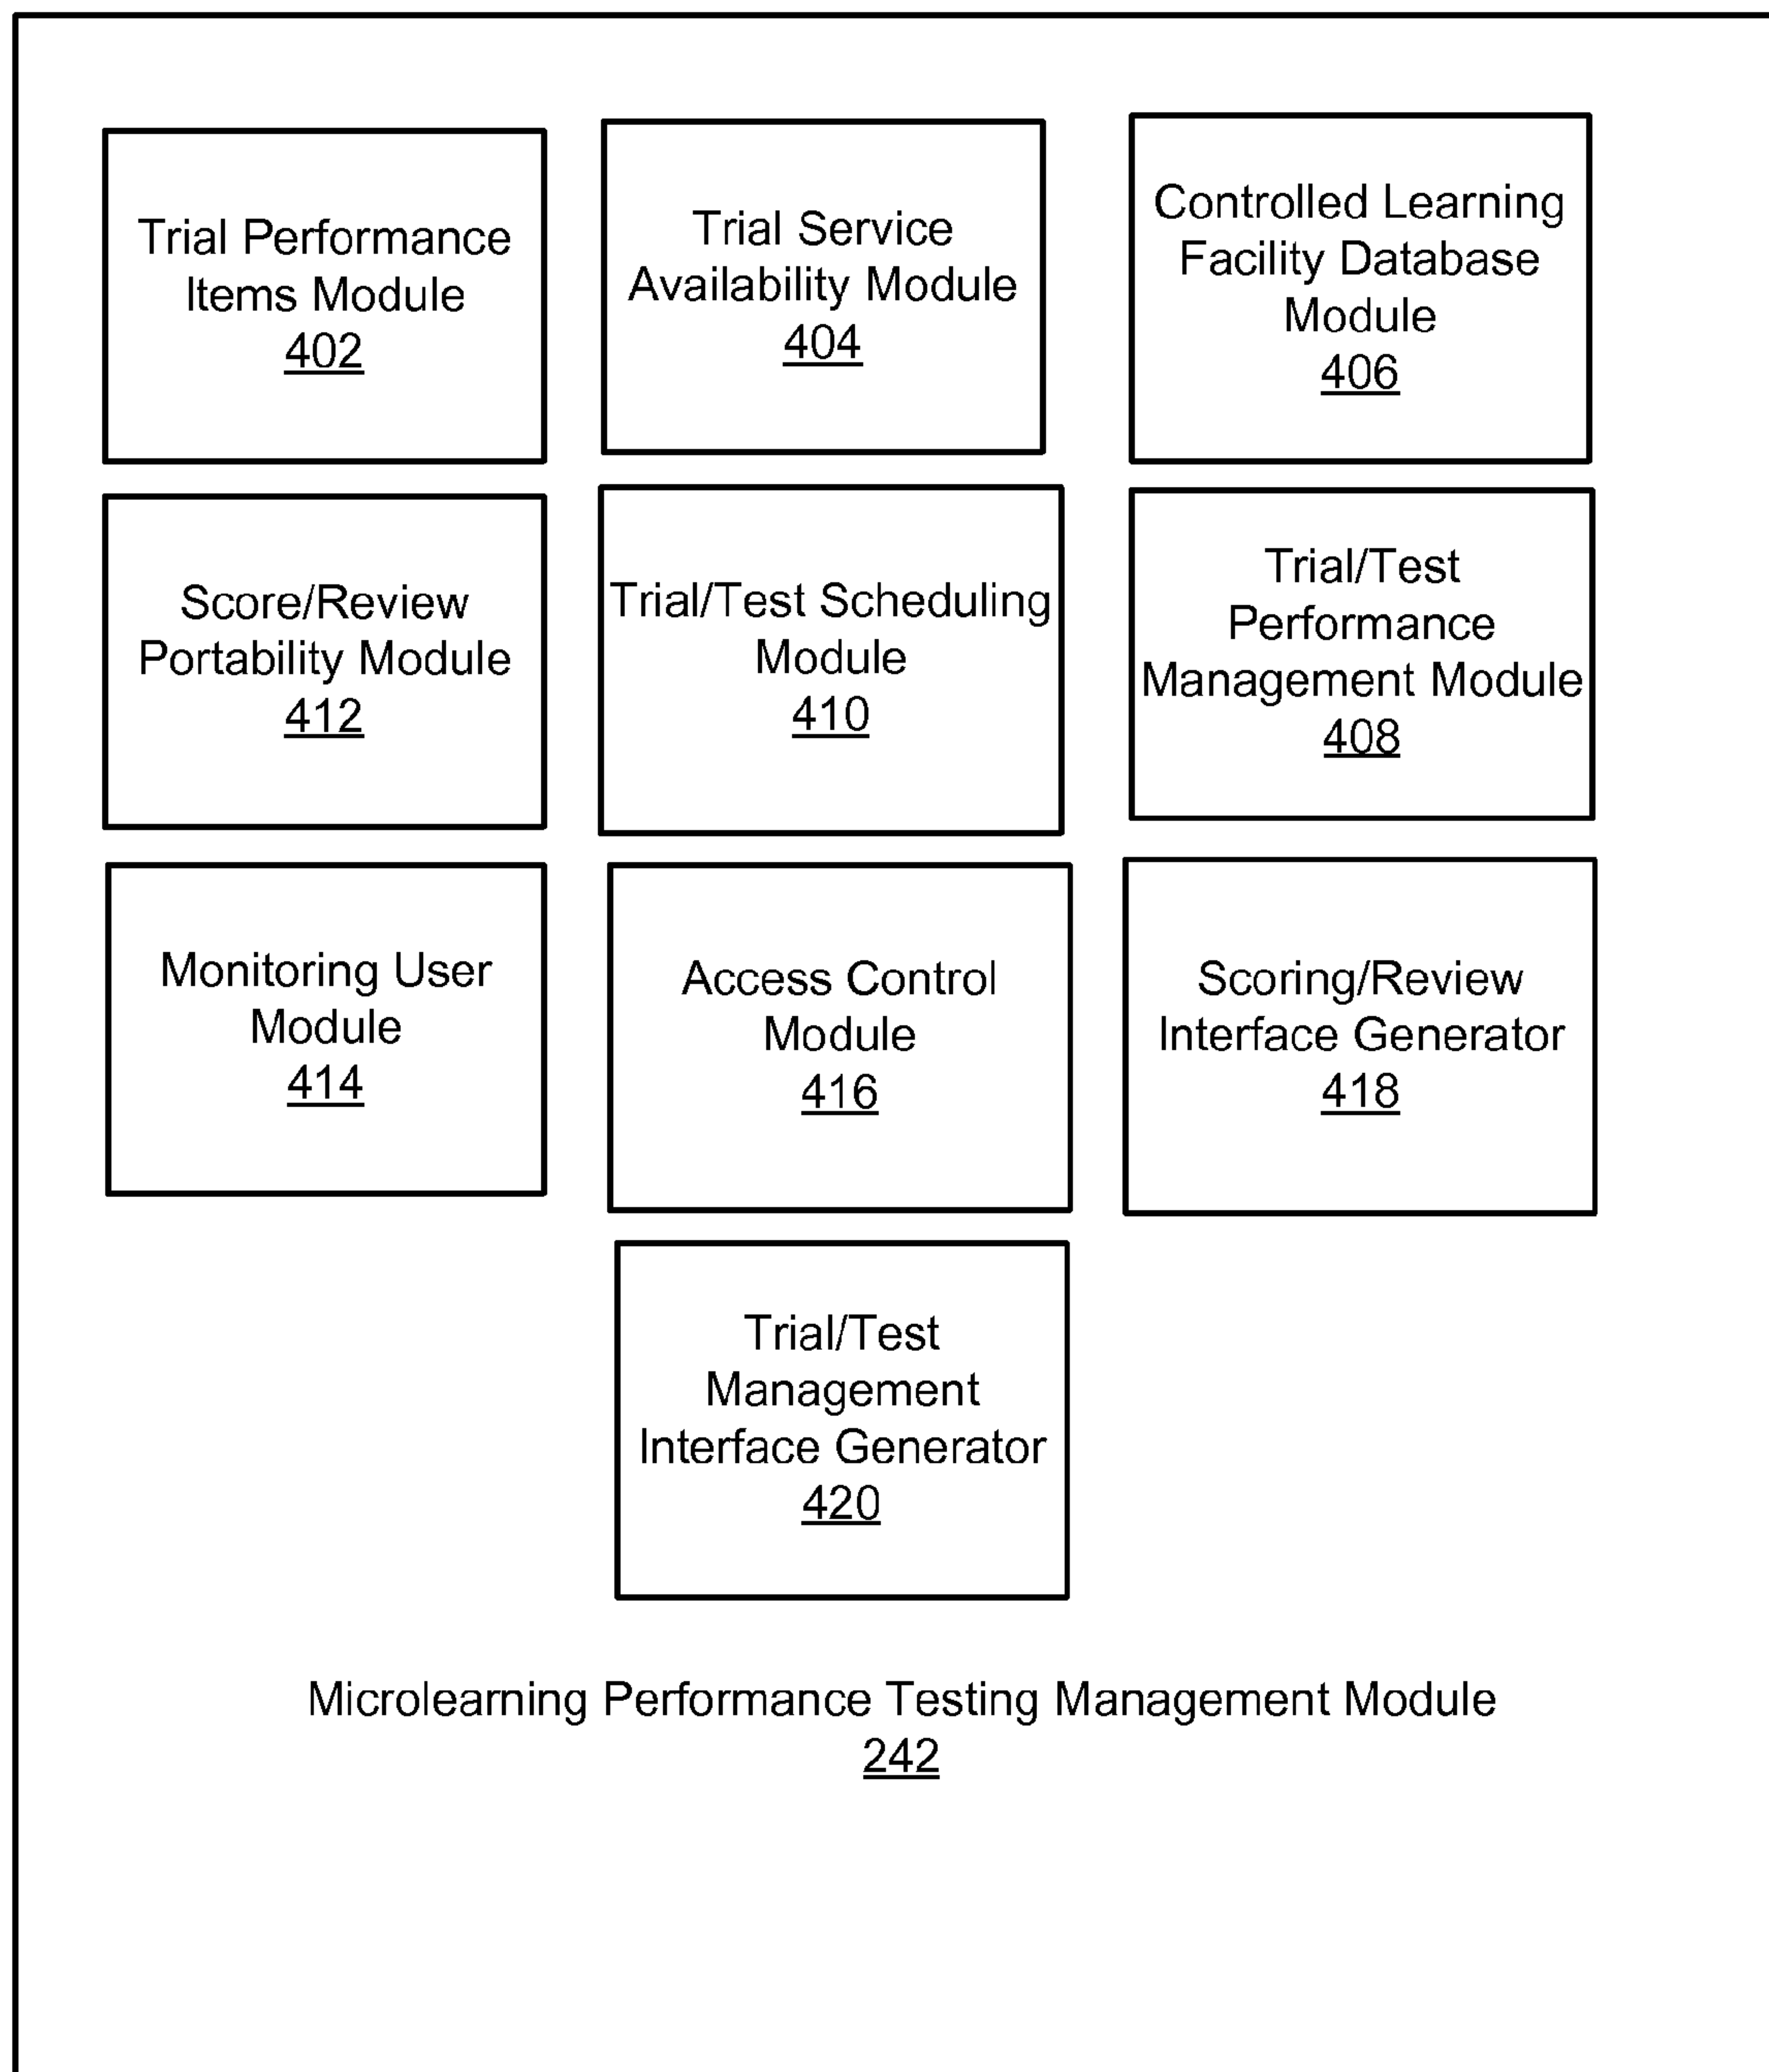 Trial Performance
Items Module
402
Trial Service
Availability Module
404
Controlled Learning
Facility Database
Module
406
Score/Review
Portability Module
412
Trial/Test Scheduling
Module
410
Trial/Test
Performance
Management Module
408
Monitoring User
Module
414
Access Control
Module
416
Scoring/Review
Interface Generator
418
Trial/Test
Management
Interface Generator
420
Microlearning Performance Testing Management Module
242